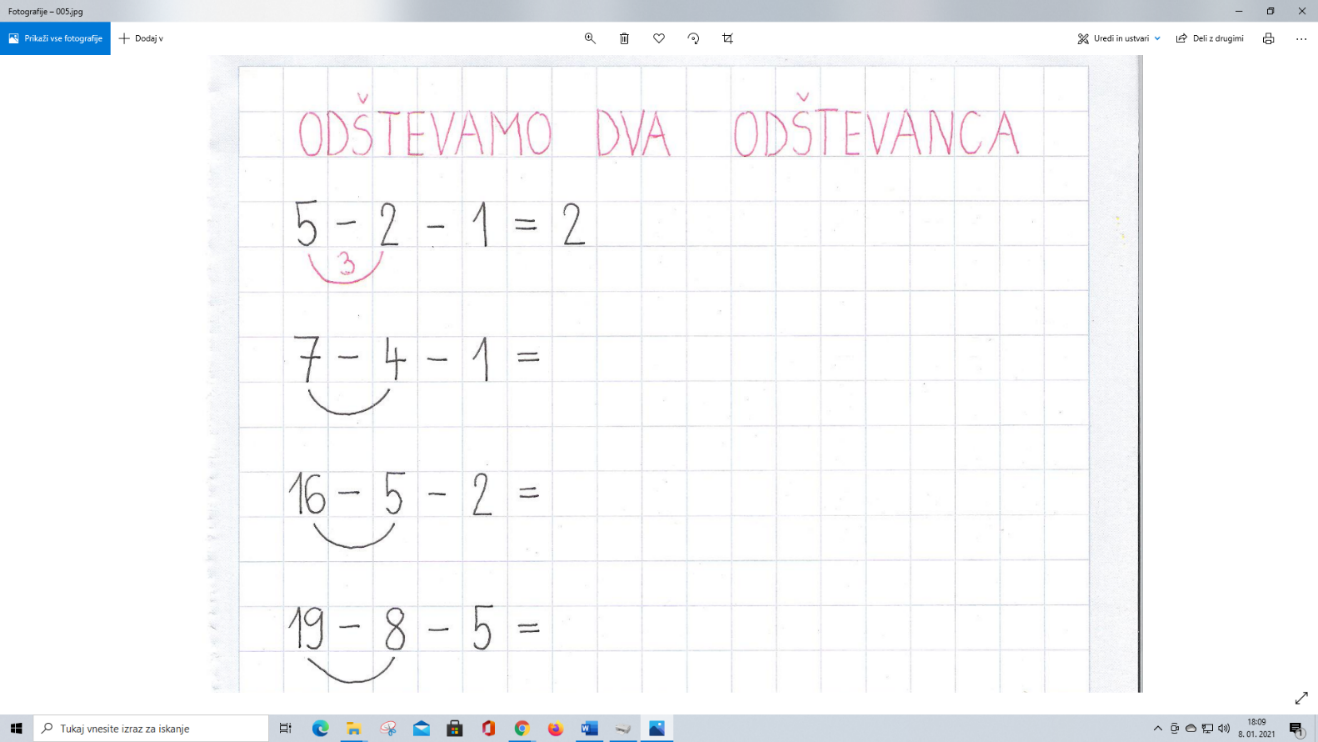 Fotografije – 005.jpg
Prikaži vse fotografije
Dodaj v
Uredi in ustvari
Deli z drugimi
ODŠTEVAMO DVA ODŠTEVANCA
5 - 2 - 1 = 2
3
7 - 4 - 1 =
16 - 5 - 2 =
19 - 8 - 5 =
Tukaj vnesite izraz za iskanje
18:09
8. 01. 2021
1